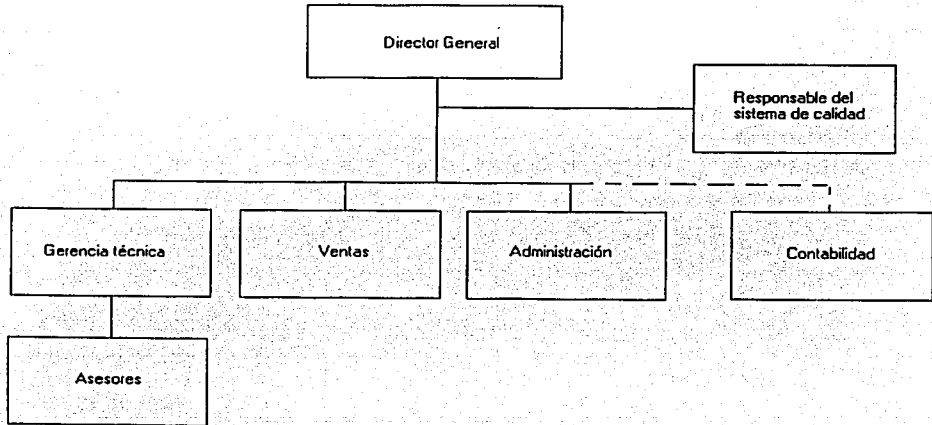 Director General
Responsable del
sistema de calidad
Gerencia técnica
Ventas
Administración
Contabilidad
Asesores